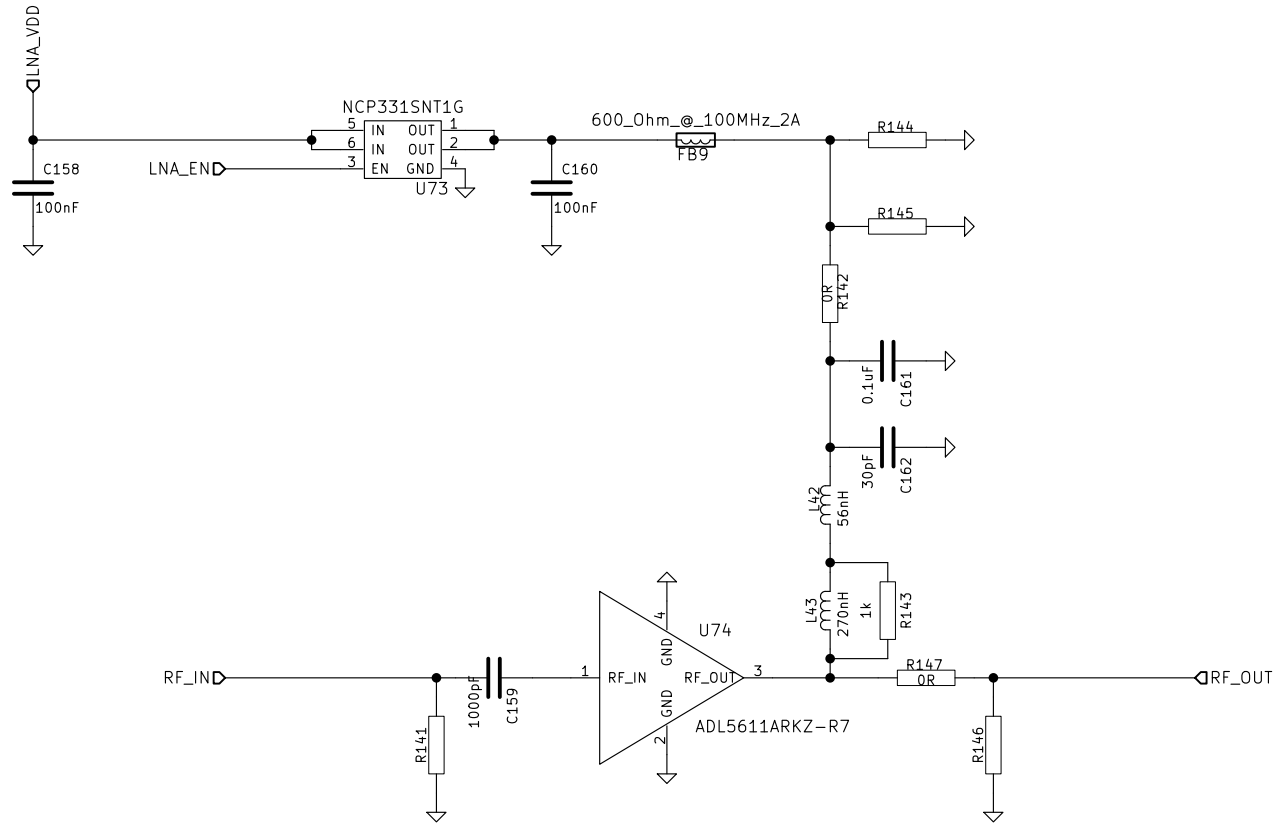 LNA_VDD
NCP331SNT1G
5 IN OUT 1
6 IN OUT 2
3 EN GND 4
U73
LNA_EN
C158
100nF
C160
100nF
600_Ohm_@_100MHz_2A
FB9
R144
R145
0R
R142
0.1uF
C161
30pF
C162
L42
56nH
L43
270nH
1k
R143
U74
4
GND
RF_IN
1000pF
C159
1
RF_IN
RF_OUT
3
GND
2
ADL5611ARKZ-R7
R141
R147
0R
RF_OUT
R146